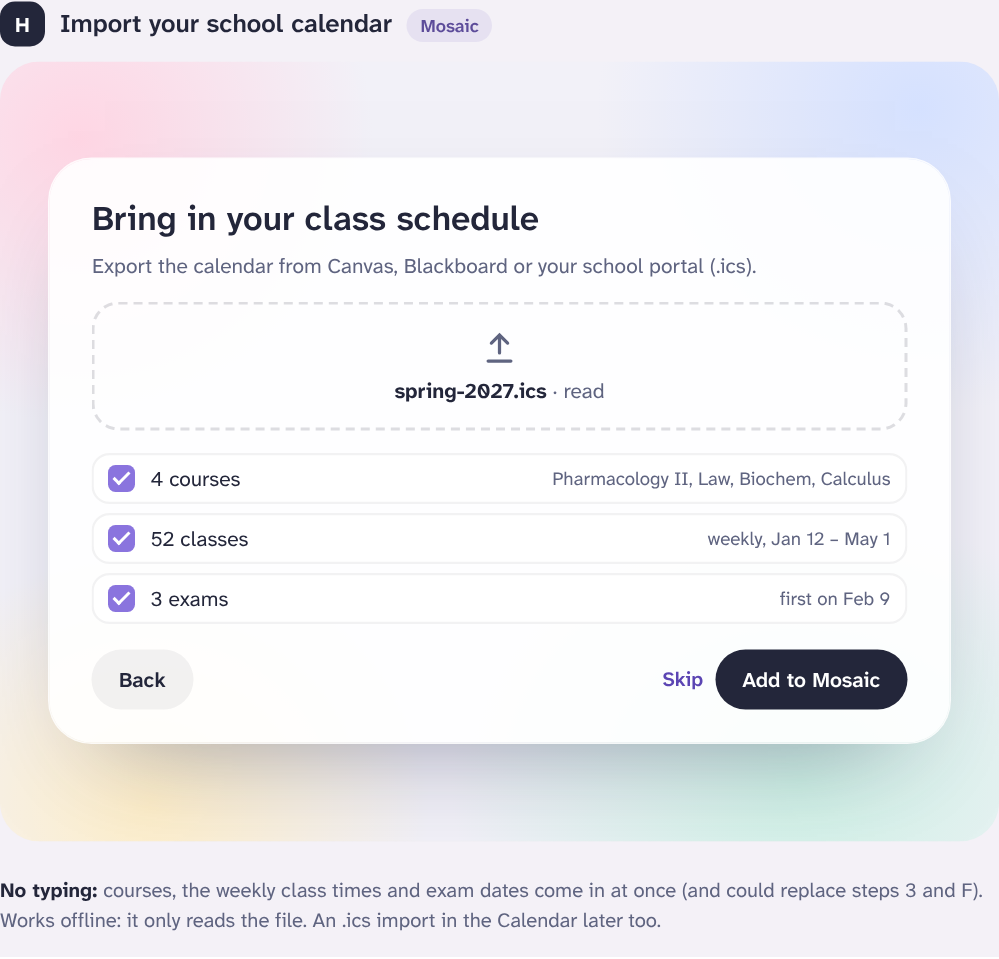 H Import your school calendar Mosaic
Bring in your class schedule
Export the calendar from Canvas, Blackboard or your school portal (.ics).
spring-2027.ics · read
4 courses Pharmacology II, Law, Biochem, Calculus
52 classes weekly, Jan 12 – May 1
3 exams first on Feb 9
Back Skip Add to Mosaic
No typing: courses, the weekly class times and exam dates come in at once (and could replace steps 3 and F).
Works offline: it only reads the file. An .ics import in the Calendar later too.